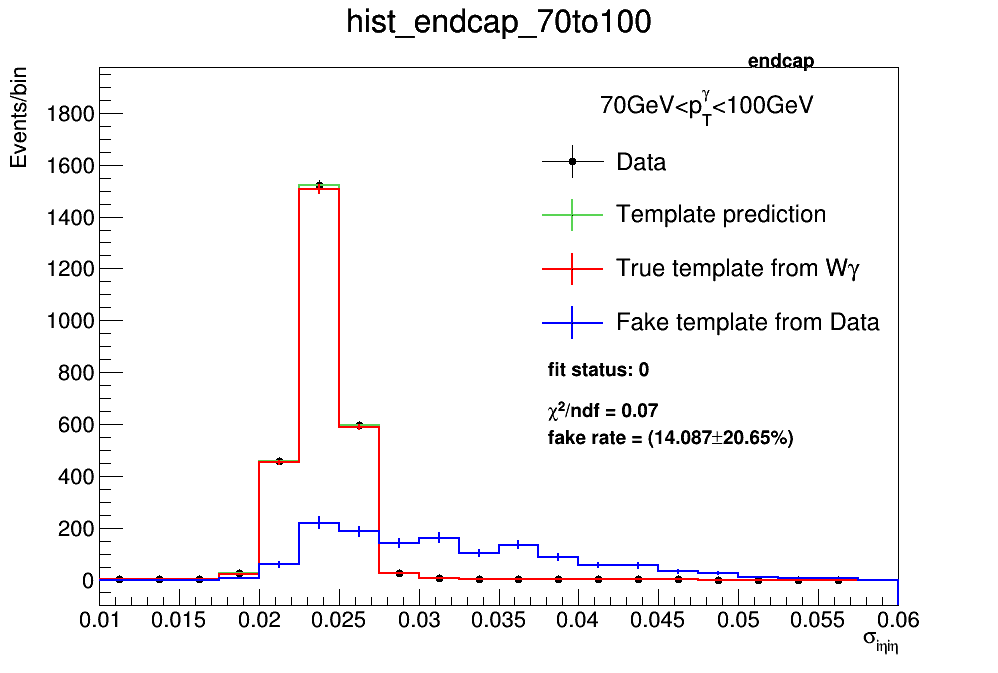 hist_endcap_70to100
endcap
Events/bin
70GeV<p_T^γ<100GeV
Data
Template prediction
True template from Wγ
Fake template from Data
fit status: 0
χ²/ndf = 0.07
fake rate = (14.087±20.65%)
1800
1600
1400
1200
1000
800
600
400
200
0
0.01 0.015 0.02 0.025 0.03 0.035 0.04 0.045 0.05 0.055 0.06
σ_iηiη